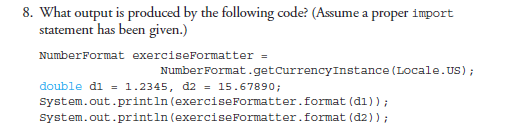 8. What output is produced by the following code? (Assume a proper import
statement has been given.)
NumberFormat exerciseFormatter =
NumberFormat.getCurrencyInstance(Locale.US);
double d1 = 1.2345, d2 = 15.67890;
System.out.println(exerciseFormatter.format(d1));
System.out.println(exerciseFormatter.format(d2));